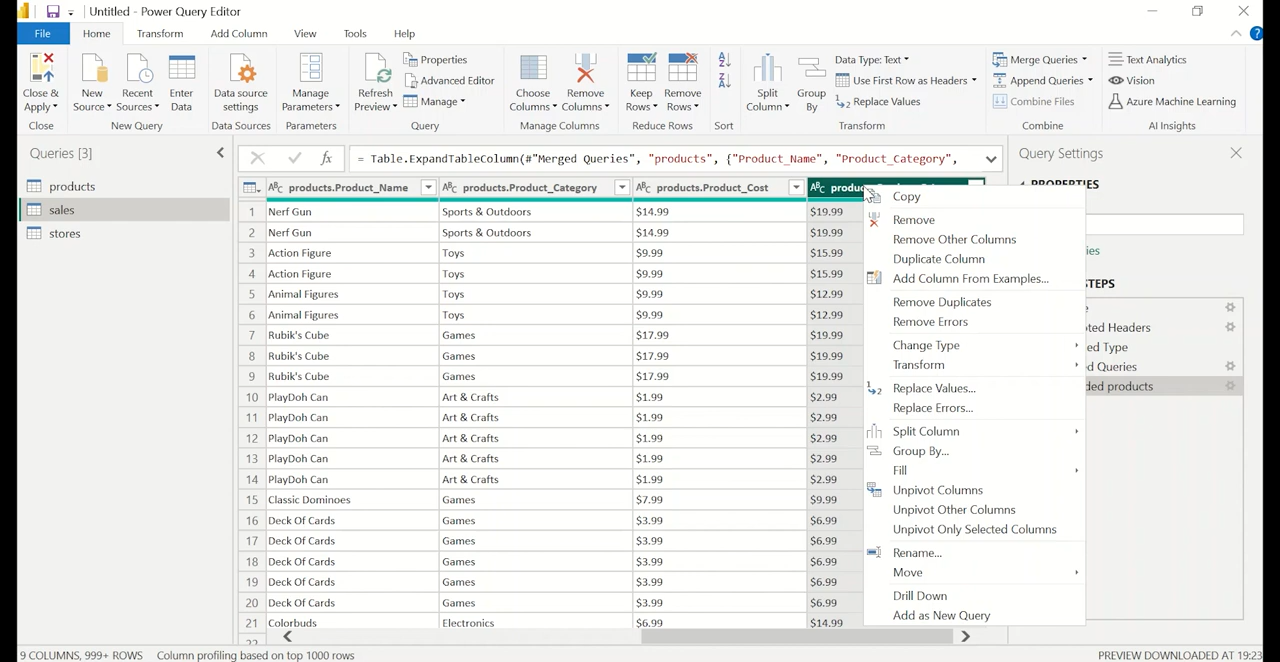 Untitled - Power Query Editor
File Home Transform Add Column View Tools Help
Close & Apply
New Source
Recent Sources
Enter Data
Data source settings
Manage Parameters
Refresh Preview
Properties
Advanced Editor
Manage
Choose Columns
Remove Columns
Keep Rows
Remove Rows
Split Column
Group By
Data Type: Text
Use First Row as Headers
Replace Values
Merge Queries
Append Queries
Combine Files
Text Analytics
Vision
Azure Machine Learning
Close New Query Data Sources Parameters Query Manage Columns Reduce Rows Sort Transform Combine AI Insights
Queries [3]
products
sales
stores
fx = Table.ExpandTableColumn(#"Merged Queries", "products", {"Product_Name", "Product_Category",
ABC products.Product_Name ABC products.Product_Category ABC products.Product_Cost ABC
1 Nerf Gun Sports & Outdoors $14.99 $19.99
2 Nerf Gun Sports & Outdoors $14.99 $19.99
3 Action Figure Toys $9.99 $15.99
4 Action Figure Toys $9.99 $15.99
5 Animal Figures Toys $9.99 $12.99
6 Animal Figures Toys $9.99 $12.99
7 Rubik's Cube Games $17.99 $19.99
8 Rubik's Cube Games $17.99 $19.99
9 Rubik's Cube Games $17.99 $19.99
10 PlayDoh Can Art & Crafts $1.99 $2.99
11 PlayDoh Can Art & Crafts $1.99 $2.99
12 PlayDoh Can Art & Crafts $1.99 $2.99
13 PlayDoh Can Art & Crafts $1.99 $2.99
14 PlayDoh Can Art & Crafts $1.99 $2.99
15 Classic Dominoes Games $7.99 $9.99
16 Deck Of Cards Games $3.99 $6.99
17 Deck Of Cards Games $3.99 $6.99
18 Deck Of Cards Games $3.99 $6.99
19 Deck Of Cards Games $3.99 $6.99
20 Deck Of Cards Games $3.99 $6.99
21 Colorbuds Electronics $6.99 $14.99
Copy
Remove
Remove Other Columns
Duplicate Column
Add Column From Examples...
Remove Duplicates
Remove Errors
Change Type
Transform
Replace Values...
Replace Errors...
Split Column
Group By...
Fill
Unpivot Columns
Unpivot Other Columns
Unpivot Only Selected Columns
Rename...
Move
Drill Down
Add as New Query
Query Settings
PROPERTIES
STEPS
Headers
Type
Queries
products
9 COLUMNS, 999+ ROWS Column profiling based on top 1000 rows
PREVIEW DOWNLOADED AT 19:23